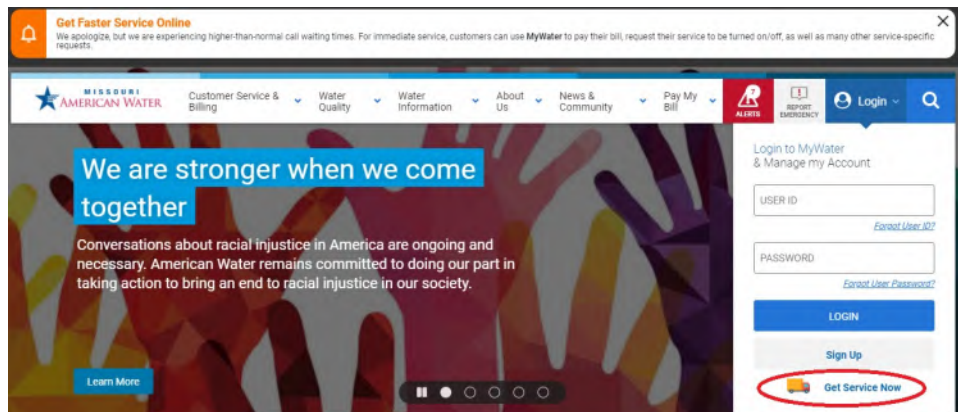 Get Faster Service Online
We apologize, but we are experiencing higher-than-normal call waiting times. For immediate service, customers can use MyWater to pay their bill, request their service to be turned on/off, as well as many other service-specific
requests.
MISSOURI
AMERICAN WATER
Customer Service &
Billing
Water
Quality
Water
Information
About
Us
News &
Community
Pay My
Bill
7
ALERTS
REPORT
EMERGENCY
Login
Login to MyWater
& Manage my Account
USER ID
Forgot User ID?
PASSWORD
Forgot User Password?
LOGIN
Sign Up
Get Service Now
We are stronger when we come
together
Conversations about racial injustice in America are ongoing and
necessary. American Water remains committed to doing our part in
taking action to bring an end to racial injustice in our society.
Learn More